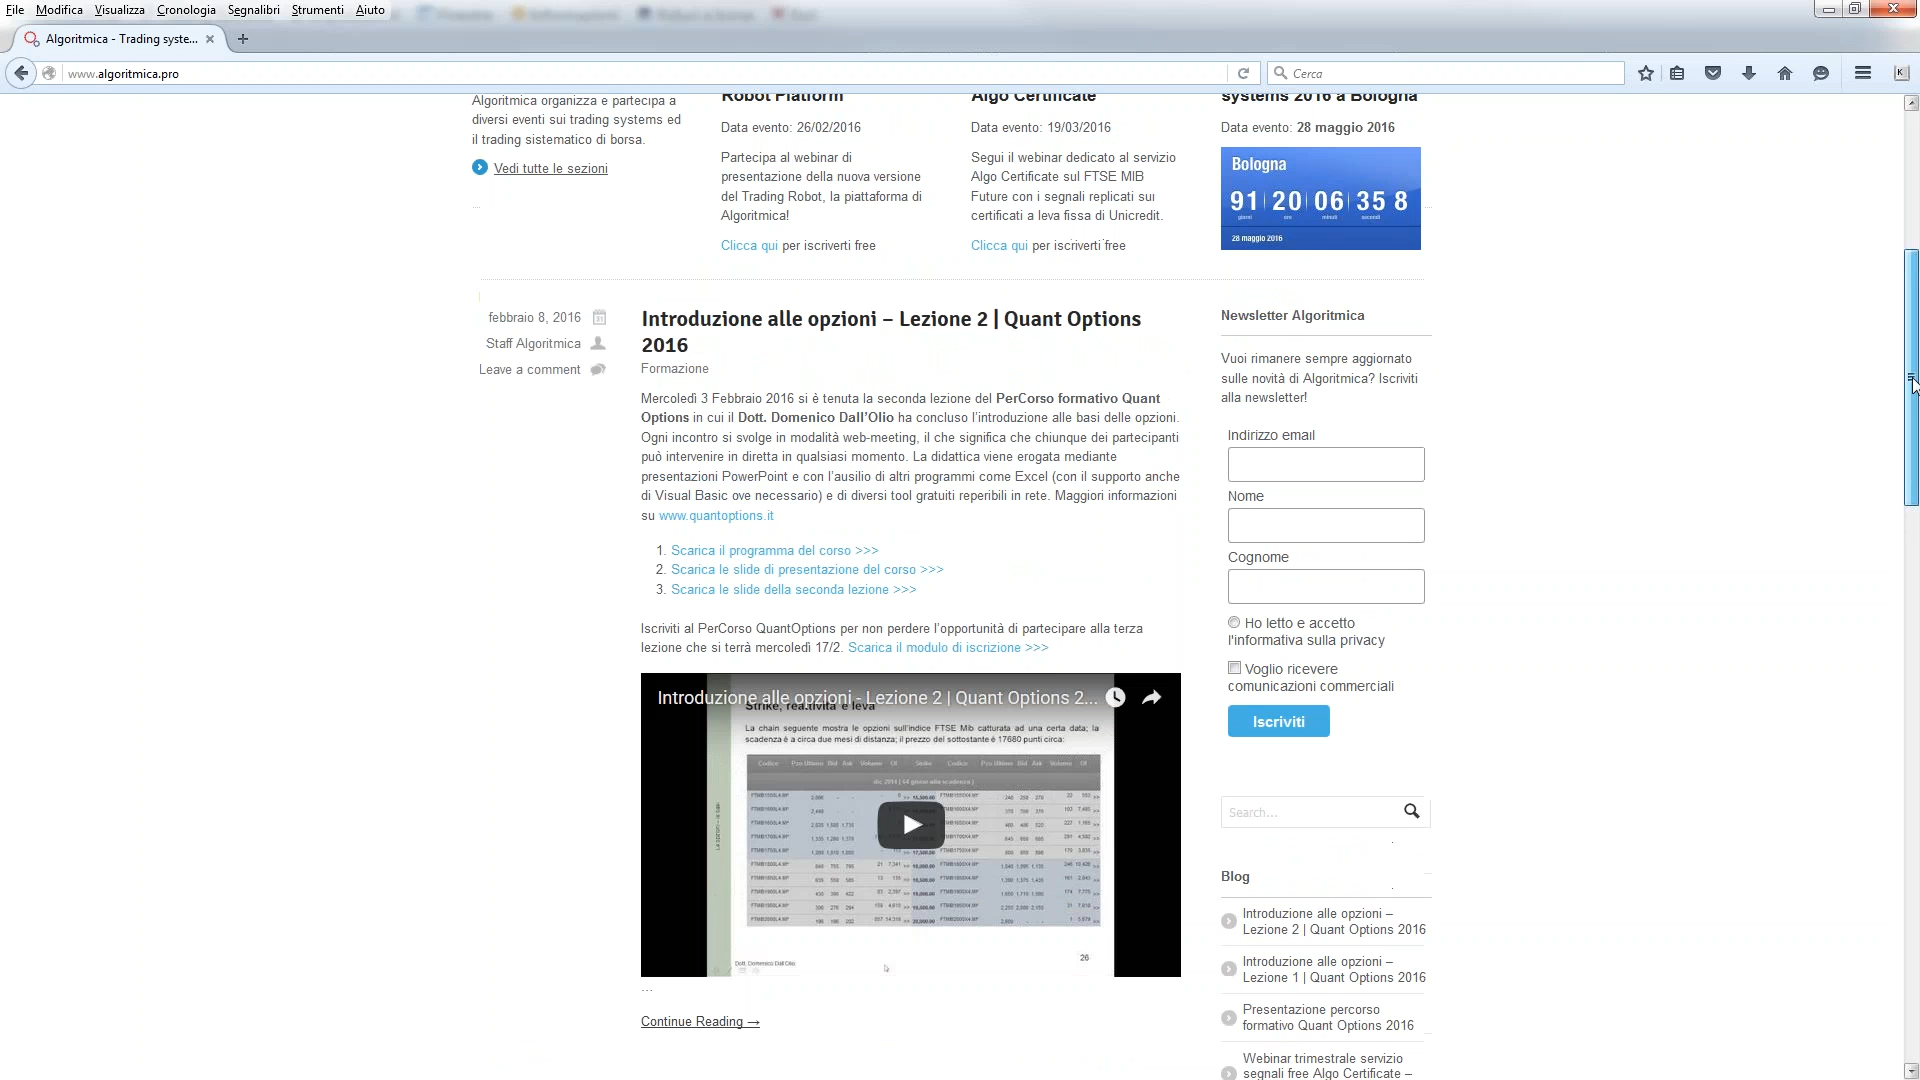 File Modifica Visualizza Cronologia Segnalibri Strumenti Aiuto
Algoritmica - Trading syste...
www.algoritmica.pro
Cerca
Algoritmica organizza e partecipa a
diversi eventi sui trading systems ed
il trading sistematico di borsa.
Vedi tutte le sezioni
Robot Platform
Data evento: 26/02/2016
Partecipa al webinar di
presentazione della nuova versione
del Trading Robot, la piattaforma di
Algoritmica!
Clicca qui per iscriverti free
Algo Certificate
Data evento: 19/03/2016
Segui il webinar dedicato al servizio
Algo Certificate sul FTSE MIB
Future con i segnali replicati sui
certificati a leva fissa di Unicredit.
Clicca qui per iscriverti free
systems 2016 a Bologna
Data evento: 28 maggio 2016
Bologna
91 20 06 35 8
giorni ore minuti secondi
28 maggio 2016
febbraio 8, 2016
Staff Algoritmica
Leave a comment
Introduzione alle opzioni – Lezione 2 | Quant Options
2016
Formazione
Mercoledì 3 Febbraio 2016 si è tenuta la seconda lezione del PerCorso formativo Quant
Options in cui il Dott. Domenico Dall’Olio ha concluso l’introduzione alle basi delle opzioni.
Ogni incontro si svolge in modalità web-meeting, il che significa che chiunque dei partecipanti
può intervenire in diretta in qualsiasi momento. La didattica viene erogata mediante
presentazioni PowerPoint e con l’ausilio di altri programmi come Excel (con il supporto anche
di Visual Basic ove necessario) e di diversi tool gratuiti reperibili in rete. Maggiori informazioni
su www.quantoptions.it
1. Scarica il programma del corso >>>
2. Scarica le slide di presentazione del corso >>>
3. Scarica le slide della seconda lezione >>>
Iscriviti al PerCorso QuantOptions per non perdere l’opportunità di partecipare alla terza
lezione che si terrà mercoledì 17/2. Scarica il modulo di iscrizione >>>
Introduzione alle opzioni - Lezione 2 | Quant Options 2...
Strike, reattività e leva
La chain seguente mostra le opzioni sull'indice FTSE Mib catturata ad una certa data; la
scadenza è a circa due mesi di distanza; il prezzo del sottostante è 17680 punti circa:
Codice Pzo Ultimo Bid Ask Volume OI Strike Codice Pzo Ultimo Bid Ask Volume OI
Dott. Domenico Dall'Olio
26
...
Continue Reading →
Newsletter Algoritmica
Vuoi rimanere sempre aggiornato
sulle novità di Algoritmica? Iscriviti
alla newsletter!
Indirizzo email
Nome
Cognome
Ho letto e accetto
l'informativa sulla privacy
Voglio ricevere
comunicazioni commerciali
Iscriviti
Search...
Blog
Introduzione alle opzioni –
Lezione 2 | Quant Options 2016
Introduzione alle opzioni –
Lezione 1 | Quant Options 2016
Presentazione percorso
formativo Quant Options 2016
Webinar trimestrale servizio
segnali free Algo Certificate –